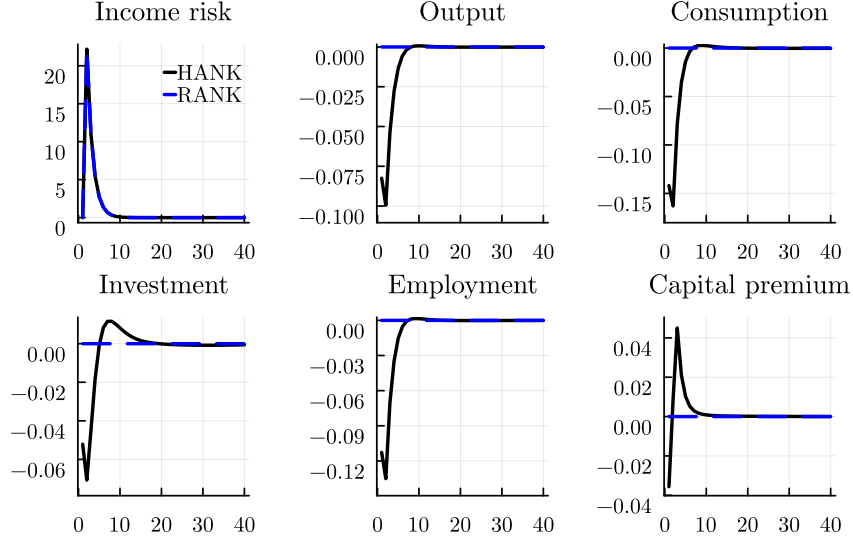 Income risk
20
15
10
5
0
HANK
RANK
0 10 20 30 40
Output
0.000
−0.025
−0.050
−0.075
−0.100
0 10 20 30 40
Consumption
0.00
−0.05
−0.10
−0.15
0 10 20 30 40
Investment
0.00
−0.02
−0.04
−0.06
0 10 20 30 40
Employment
0.00
−0.03
−0.06
−0.09
−0.12
0 10 20 30 40
Capital premium
0.04
0.02
0.00
−0.02
−0.04
0 10 20 30 40